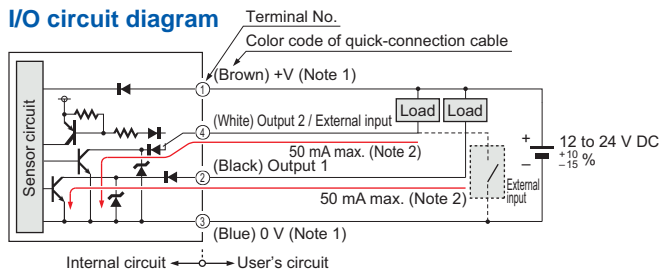 I/O circuit diagram
Terminal No.
Color code of quick-connection cable
(Brown) +V (Note 1)
1
Load
Load
(White) Output 2 / External input
4
Sensor circuit
50 mA max. (Note 2)
+
12 to 24 V DC
+10
−15 %
−
(Black) Output 1
2
External
input
50 mA max. (Note 2)
3
(Blue) 0 V (Note 1)
Internal circuit
User's circuit